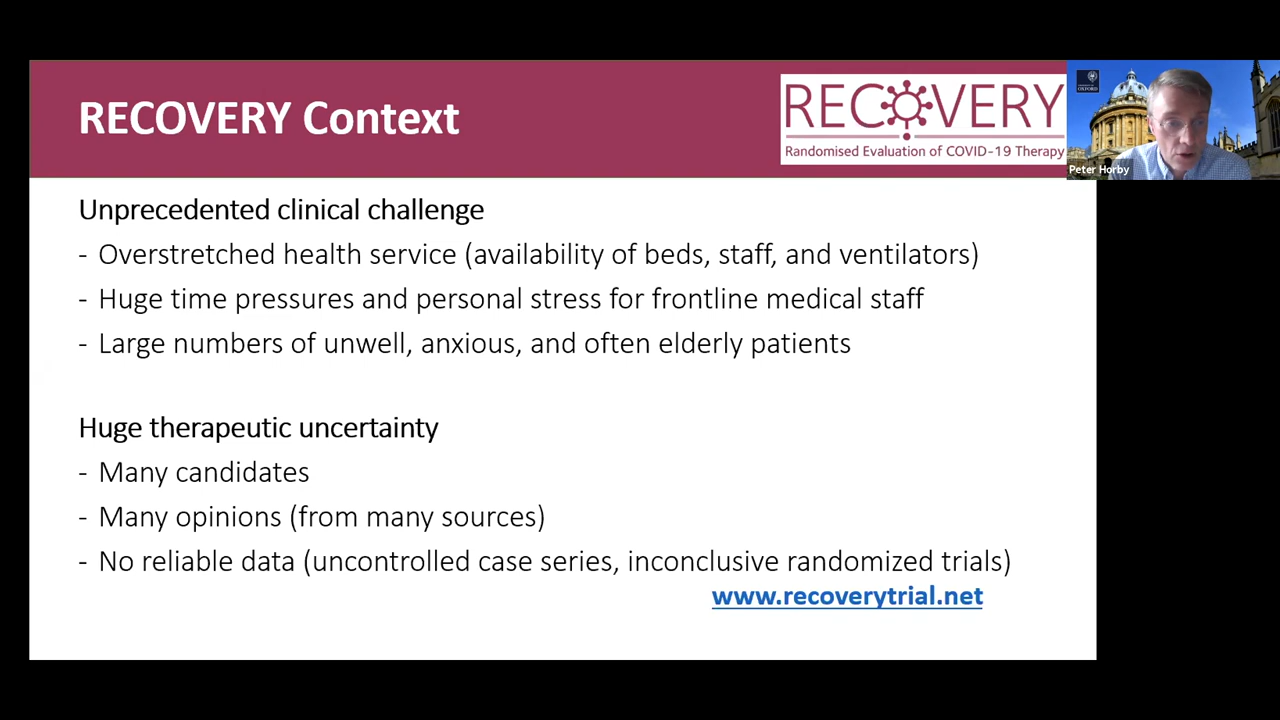 RECOVERY Context
RECOVERY
Randomised Evaluation of COVID-19 Therapy
OXFORD
Peter Horby
Unprecedented clinical challenge
- Overstretched health service (availability of beds, staff, and ventilators)
- Huge time pressures and personal stress for frontline medical staff
- Large numbers of unwell, anxious, and often elderly patients
Huge therapeutic uncertainty
- Many candidates
- Many opinions (from many sources)
- No reliable data (uncontrolled case series, inconclusive randomized trials)
www.recoverytrial.net